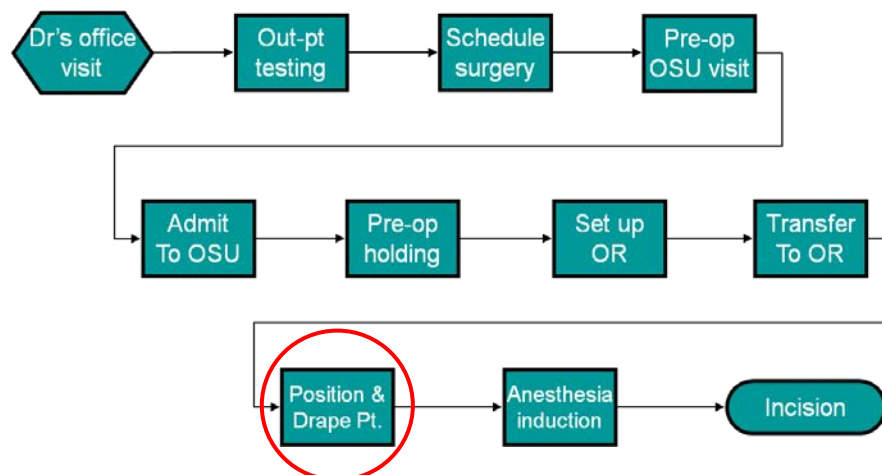 Dr's office
visit
Out-pt
testing
Schedule
surgery
Pre-op
OSU visit
Admit
To OSU
Pre-op
holding
Set up
OR
Transfer
To OR
Position &
Drape Pt.
Anesthesia
induction
Incision